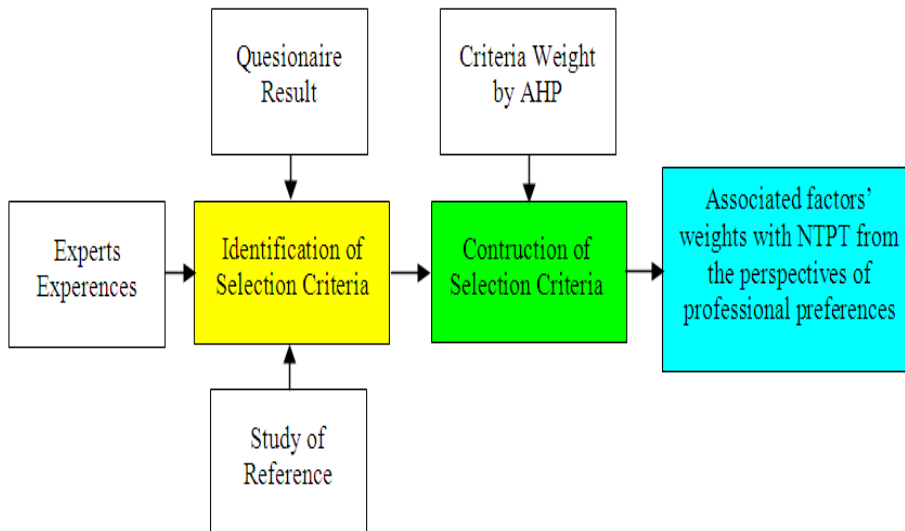 Quesionaire
Result
Criteria Weight
by AHP
Experts
Experences
Identification of
Selection Criteria
Contruction of
Selection Criteria
Associated factors’
weights with NTPT from
the perspectives of
professional preferences
Study of
Reference